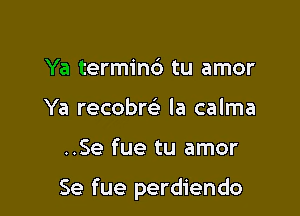 Ya terminó tu amor
Ya recobré la calma
..Se fue tu amor
Se fue perdiendo